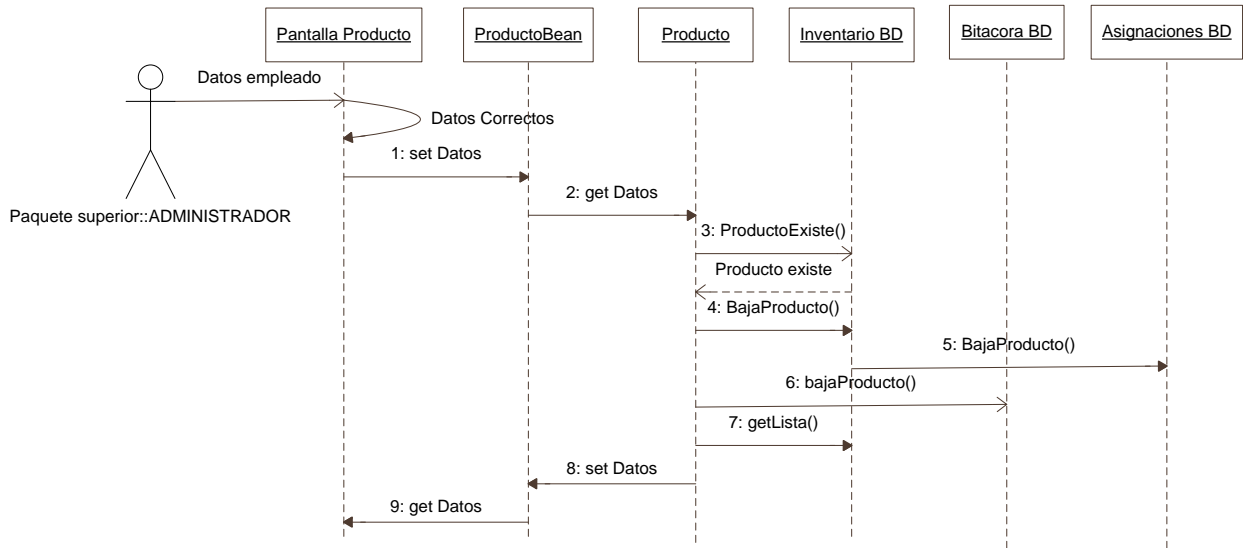 Pantalla Producto
ProductoBean
Producto
Inventario BD
Bitacora BD
Asignaciones BD
Datos empleado
Datos Correctos
1: set Datos
Paquete superior::ADMINISTRADOR
2: get Datos
3: ProductoExiste()
Producto existe
4: BajaProducto()
5: BajaProducto()
6: bajaProducto()
7: getLista()
8: set Datos
9: get Datos